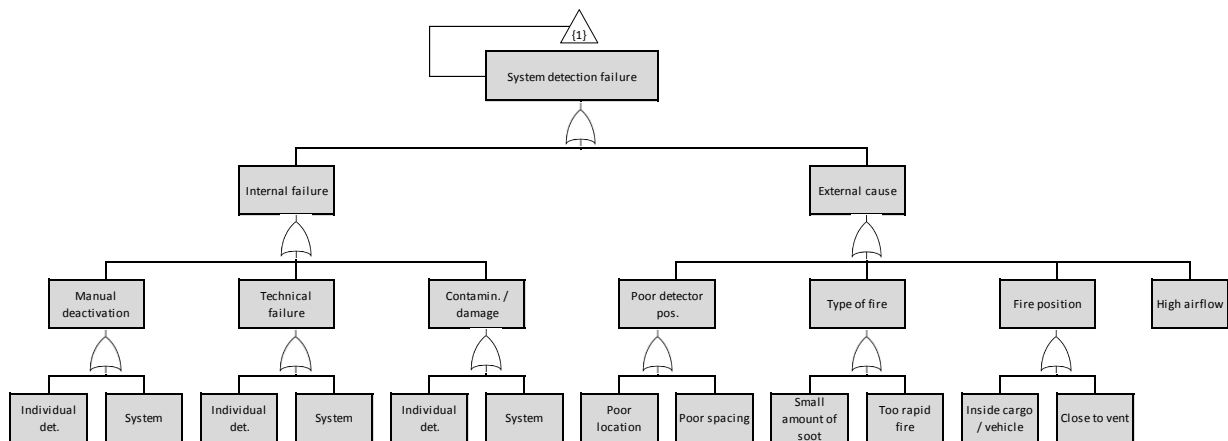 {1}
System detection failure
Internal failure
External cause
Manual
deactivation
Technical
failure
Contamin. /
damage
Poor detector
pos.
Type of fire
Fire position
High airflow
Individual
det.
System
Individual
det.
System
Individual
det.
System
Poor
location
Poor spacing
Small
amount of
soot
Too rapid
fire
Inside cargo
/ vehicle
Close to vent